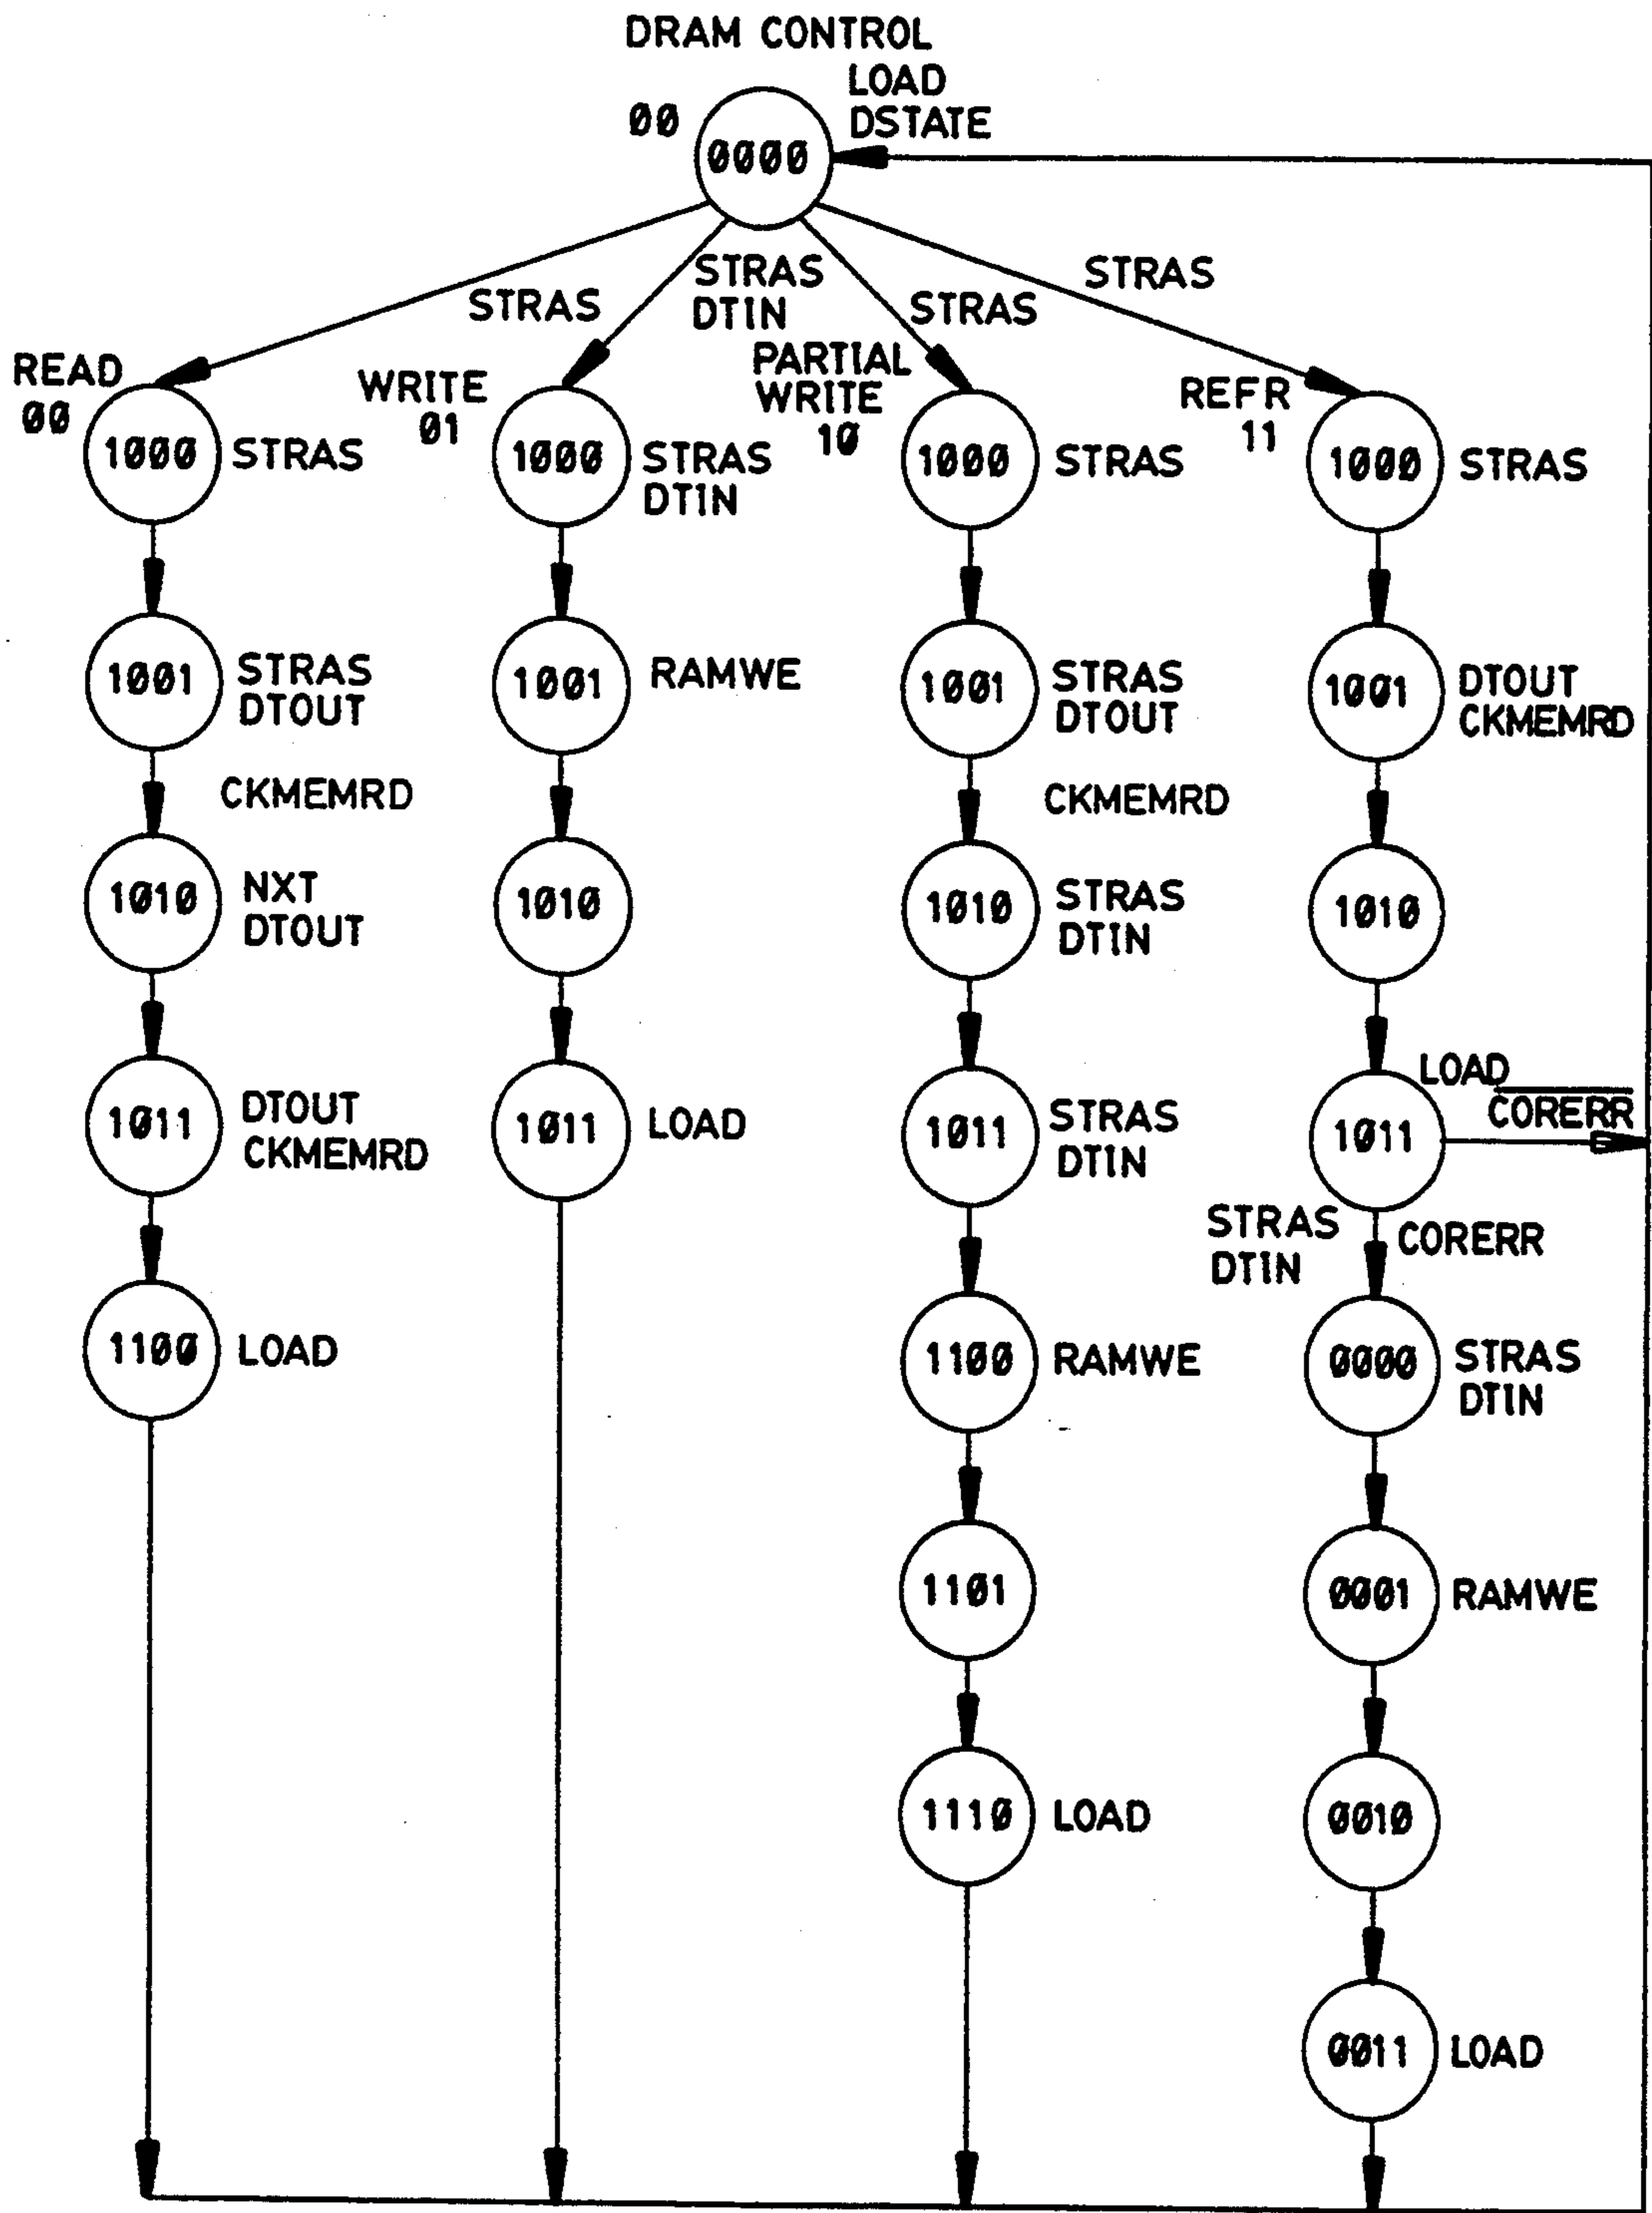 DRAM CONTROL
LOAD
00
DSTATE
0000
STRAS
STRAS
DTIN
STRAS
STRAS
READ
00
WRITE
01
PARTIAL
WRITE
10
REFR
11
1000
STRAS
1000
STRAS
DTIN
1000
STRAS
1000
STRAS
1001
STRAS
DTOUT
1001
RAMWE
1001
STRAS
DTOUT
1001
DTOUT
CKMEMRD
CKMEMRD
CKMEMRD
1010
NXT
DTOUT
1010
1010
STRAS
DTIN
1010
1011
DTOUT
CKMEMRD
1011
LOAD
1011
STRAS
DTIN
LOAD
CORERR
1011
STRAS
DTIN
CORERR
1100
LOAD
1100
RAMWE
0000
STRAS
DTIN
1101
0001
RAMWE
1110
LOAD
0010
0011
LOAD